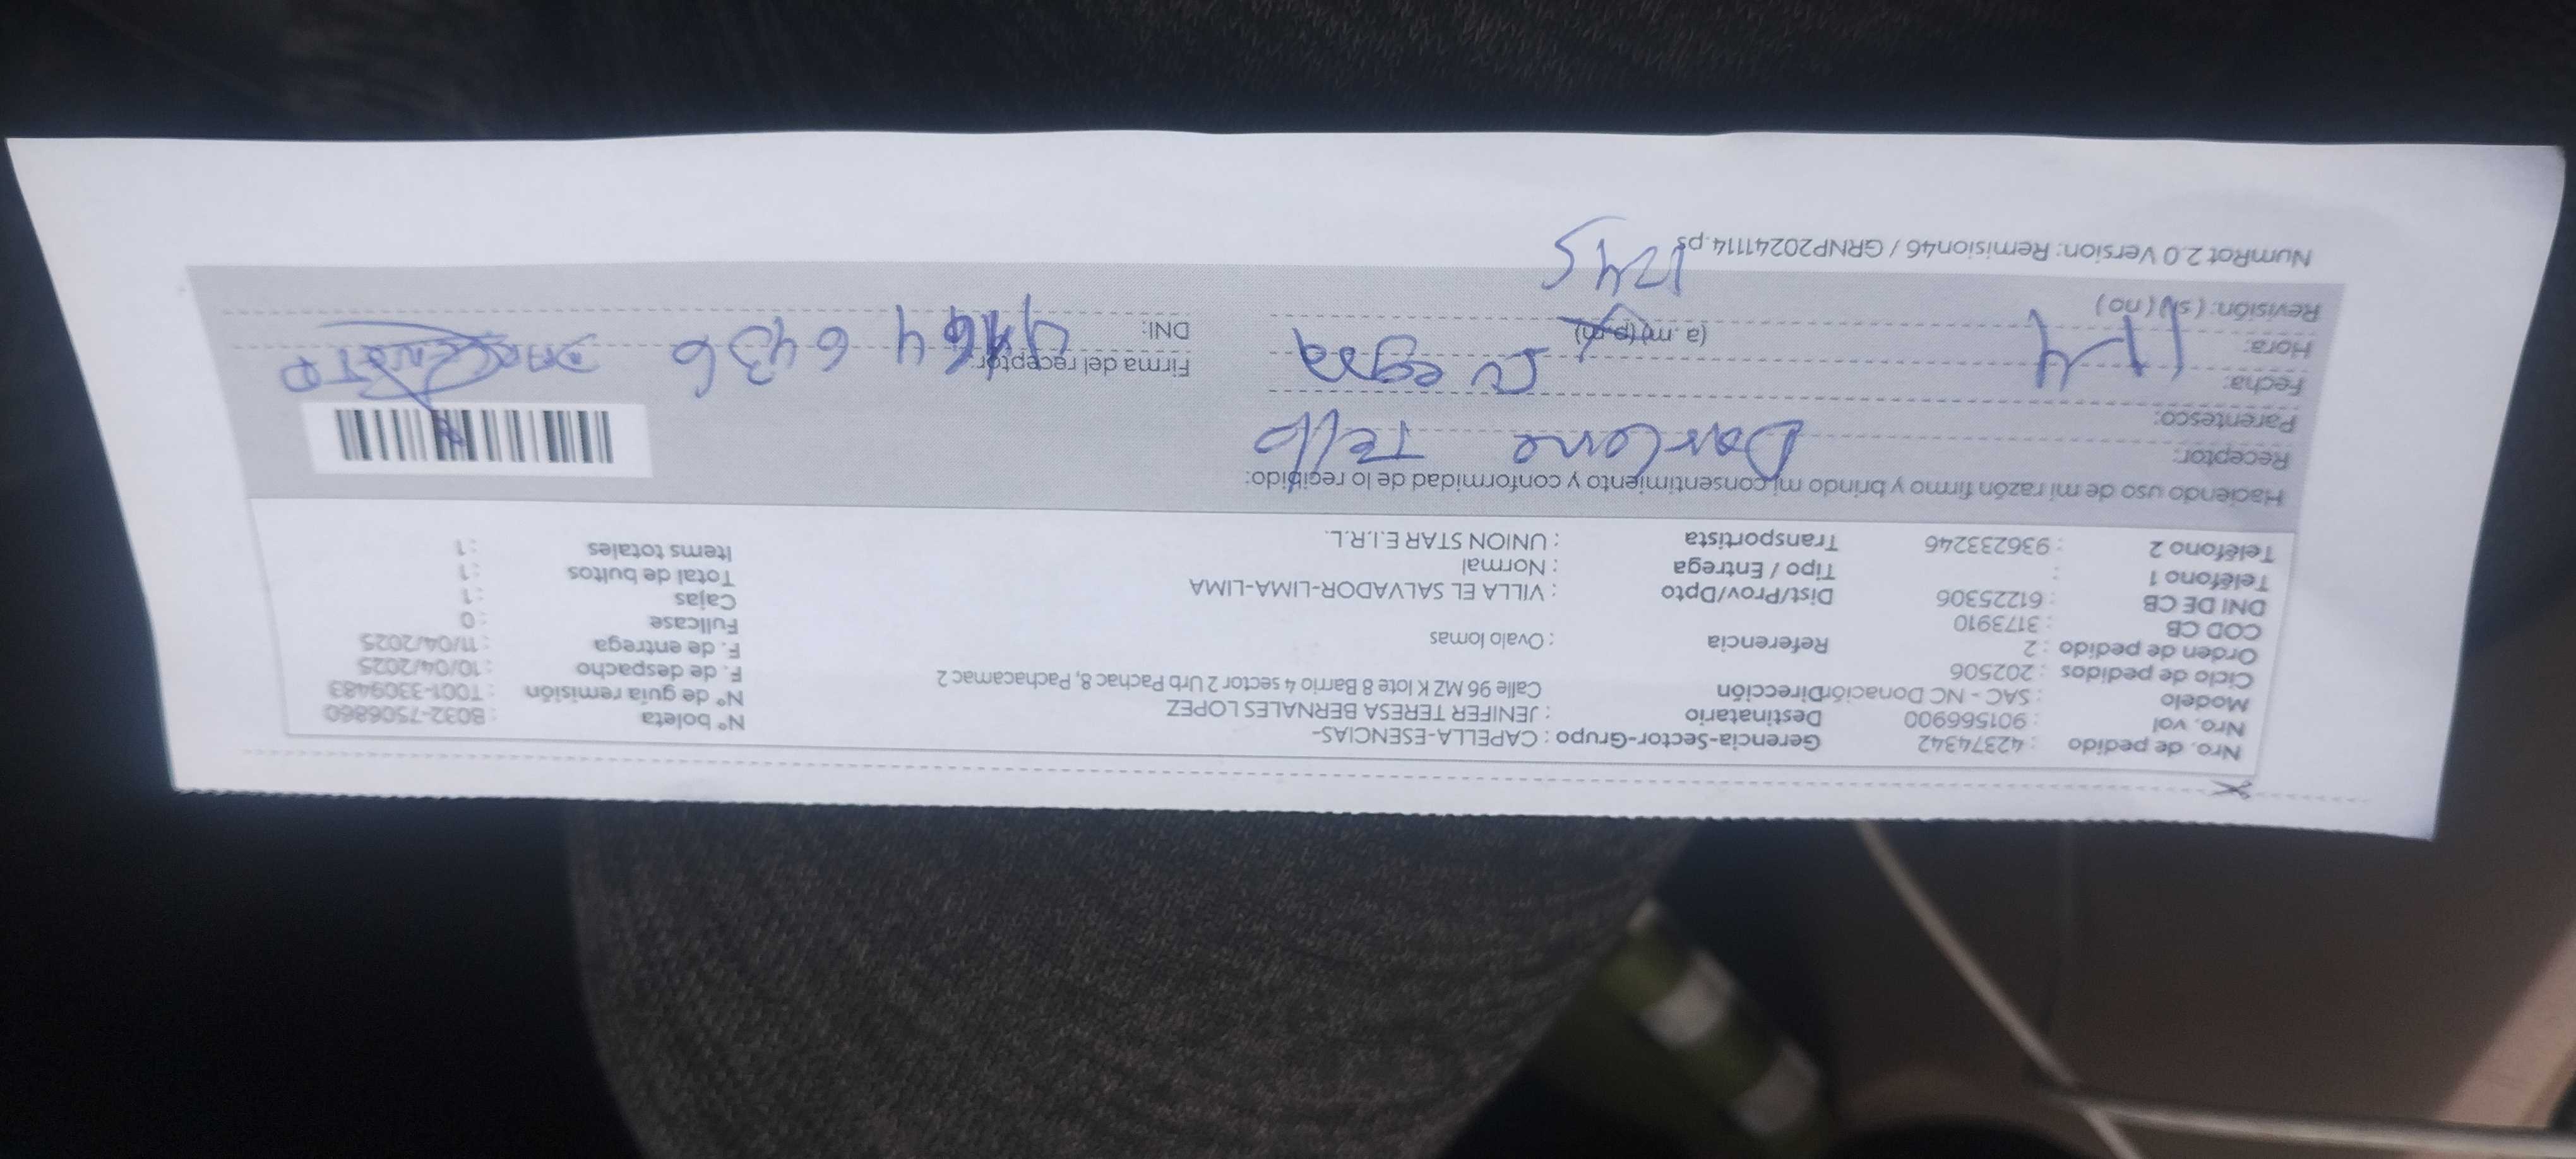 Nro. de pedido : 42374342 Gerencia-Sector-Grupo : CAPELLA-ESENCIAS- Nº boleta : B032-7506860
Nro. vol : 901566900 Destinatario : JENIFER TERESA BERNALES LOPEZ Nº de guía remisión : T001-3309483
Modelo : SAC - NC Donación Dirección Calle 96 MZ K lote 8 Barrio 4 sector 2 Urb Pachac 8, Pachacamac 2 F. de despacho : 10/04/2025
Ciclo de pedidos : 202506 F. de entrega : 11/04/2025
Orden de pedido : 2 Referencia : Ovalo lomas Fullcase : 0
COD CB : 3173910 Cajas : 1
DNI DE CB : 61225306 Dist/Prov/Dpto : VILLA EL SALVADOR-LIMA-LIMA Total de bultos : 1
Teléfono 1 : Tipo / Entrega : Normal Items totales : 1
Teléfono 2 : 936233246 Transportista : UNION STAR E.I.R.L.
Haciendo uso de mi razón firmo y brindo mi consentimiento y conformidad de lo recibido:
Receptor: Darlene Tello
Parentesco:
Fecha: 11-4 suegra Firma del receptor:
Hora: (a. m) (p. m) DNI: 6436
Revisión: ( si ) ( no ) 1245
NumRot 2.0 Version: Remision46 / GRNP20241114.ps